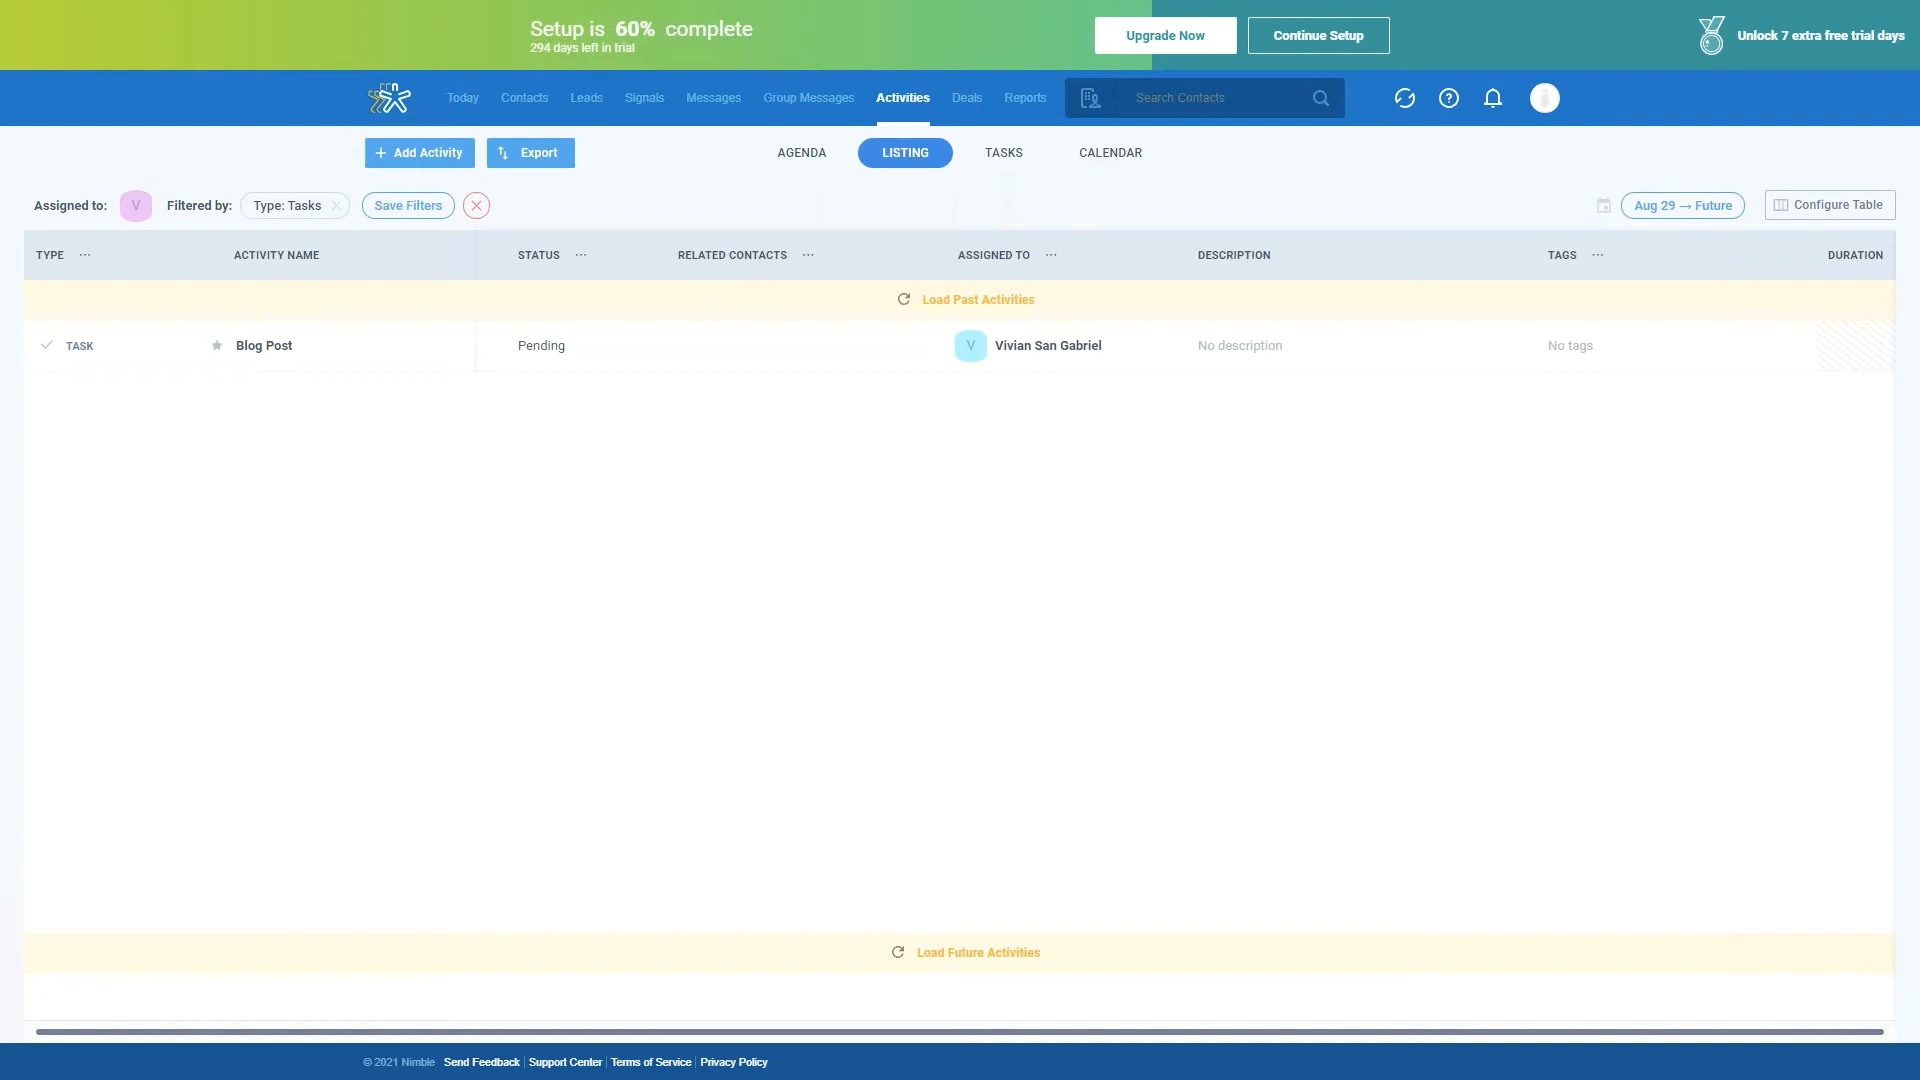 Setup is 60% complete
294 days left in trial
Upgrade Now
Continue Setup
Unlock 7 extra free trial days
Today
Contacts
Leads
Signals
Messages
Group Messages
Activities
Deals
Reports
Search Contacts
Add Activity
Export
AGENDA
LISTING
TASKS
CALENDAR
Assigned to:
V
Filtered by:
Type: Tasks
Save Filters
Aug 29 → Future
Configure Table
TYPE
ACTIVITY NAME
STATUS
RELATED CONTACTS
ASSIGNED TO
DESCRIPTION
TAGS
DURATION
Load Past Activities
TASK
Blog Post
Pending
V
Vivian San Gabriel
No description
No tags
Load Future Activities
© 2021 Nimble
Send Feedback
Support Center
Terms of Service
Privacy Policy